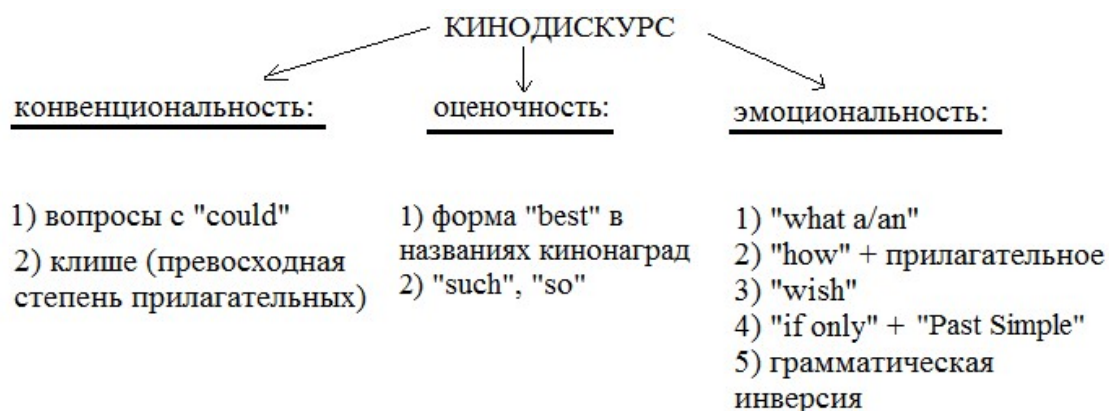 КИНОДИСКУРС
конвенциональность:
1) вопросы с "could"
2) клише (превосходная
степень прилагательных)
оценочность:
1) форма "best" в
названиях кинонаград
2) "such", "so"
эмоциональность:
1) "what a/an"
2) "how" + прилагательное
3) "wish"
4) "if only" + "Past Simple"
5) грамматическая
инверсия